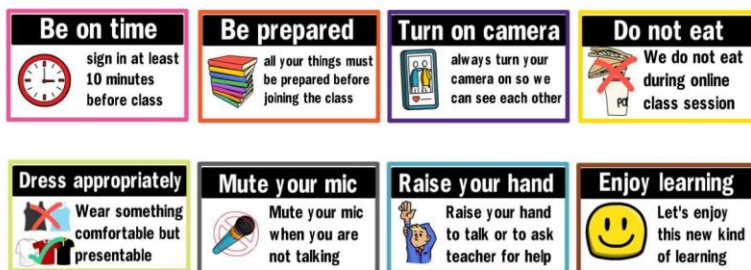 Be on time
sign in at least
10 minutes
before class
Be prepared
all your things must
be prepared before
joining the class
Turn on camera
always turn your
camera on so we
can see each other
Do not eat
We do not eat
during online
class session
Dress appropriately
Wear something
comfortable but
presentable
Mute your mic
Mute your mic
when you are
not talking
Raise your hand
Raise your hand
to talk or to ask
teacher for help
Enjoy learning
Let's enjoy
this new kind
of learning